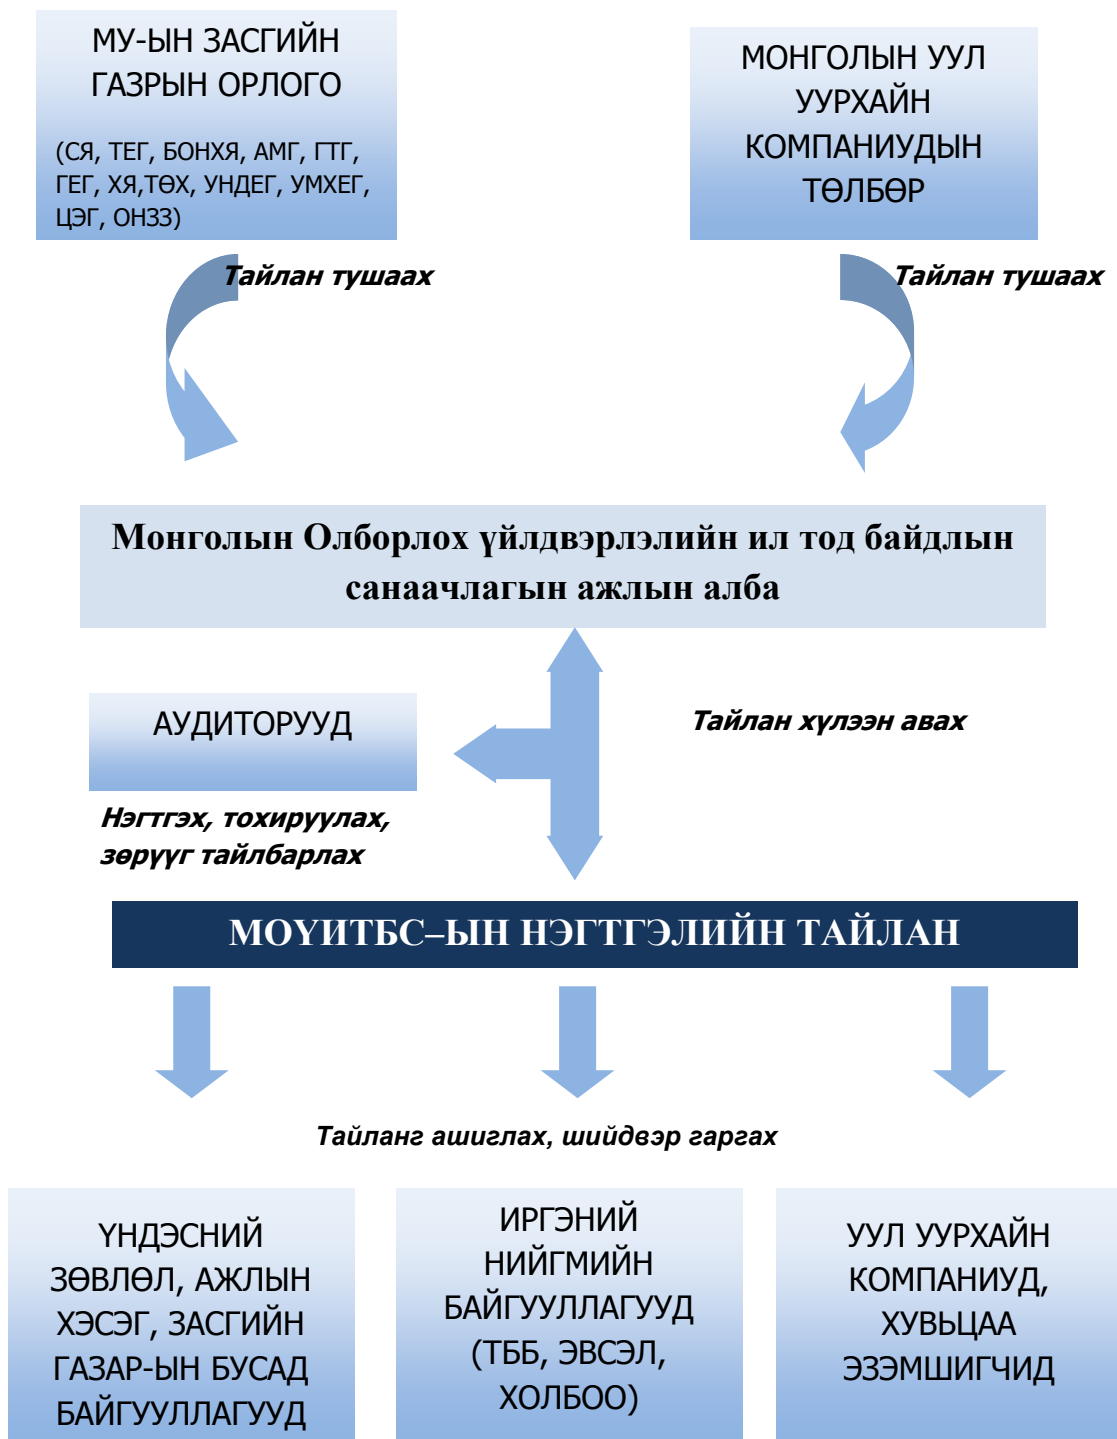 МУ-ЫН ЗАСГИЙН
ГАЗРЫН ОРЛОГО
(СЯ, ТЕГ, БОНХЯ, АМГ, ГТГ,
ГЕГ, ХЯ,ТӨХ, УНДЕГ, УМХЕГ,
ЦЭГ, ОНЗЗ)
МОНГОЛЫН УУЛ
УУРХАЙН
КОМПАНИУДЫН
ТӨЛБӨР
Тайлан тушаах
Тайлан тушаах
Монголын Олборлох үйлдвэрлэлийн ил тод байдлын
санаачлагын ажлын алба
АУДИТОРУУД
Тайлан хүлээн авах
Нэгтгэх, тохируулах,
зөрүүг тайлбарлах
МОҮИТБС–ЫН НЭГТГЭЛИЙН ТАЙЛАН
Тайланг ашиглах, шийдвэр гаргах
ҮНДЭСНИЙ
ЗӨВЛӨЛ, АЖЛЫН
ХЭСЭГ, ЗАСГИЙН
ГАЗАР-ЫН БУСАД
БАЙГУУЛЛАГУУД
ИРГЭНИЙ
НИЙГМИЙН
БАЙГУУЛЛАГУУД
(ТББ, ЭВСЭЛ,
ХОЛБОО)
УУЛ УУРХАЙН
КОМПАНИУД,
ХУВЬЦАА
ЭЗЭМШИГЧИД